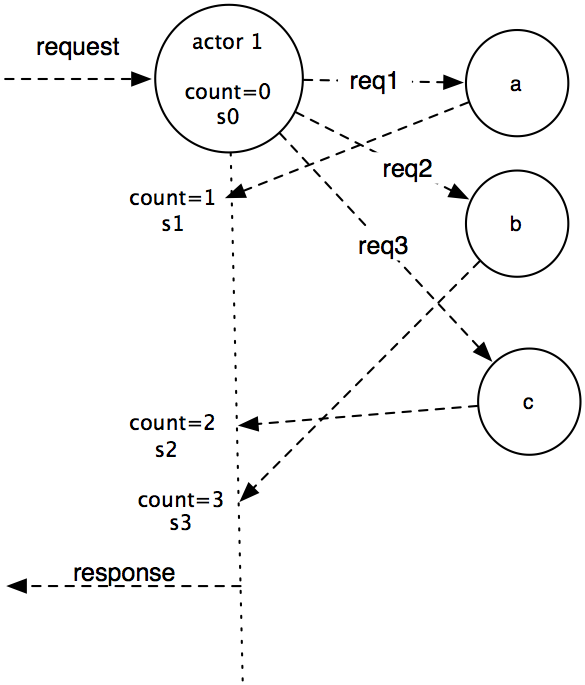 request
actor 1
count=0
s0
req1
a
req2
count=1
s1
b
req3
c
count=2
s2
count=3
s3
response